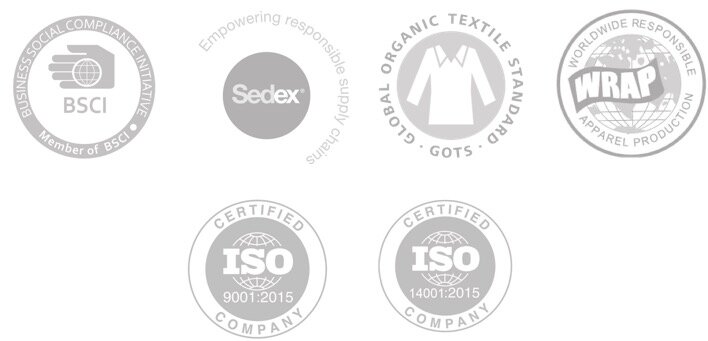 BUSINESS SOCIAL COMPLIANCE INITIATIVE
BSCI
Member of BSCI
Empowering responsible supply chains
Sedex®
GLOBAL ORGANIC TEXTILE STANDARD
· GOTS ·
WORLDWIDE RESPONSIBLE
WRAP
APPAREL PRODUCTION
CERTIFIED
ISO
9001:2015
COMPANY
CERTIFIED
ISO
14001:2015
COMPANY